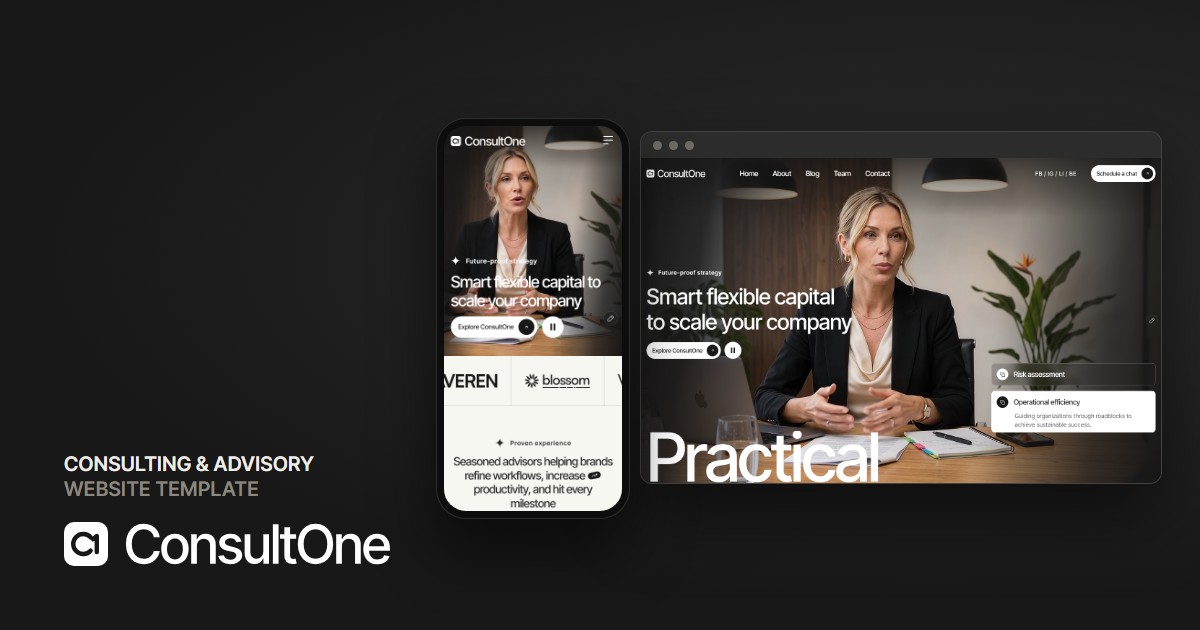 CONSULTING & ADVISORY
WEBSITE TEMPLATE
ConsultOne
ConsultOne
Future-proof strategy
Smart flexible capital to
scale your company
Explore ConsultOne
blossom
Proven experience
Seasoned advisors helping brands
refine workflows, increase
productivity, and hit every
milestone
ConsultOne
Home About Blog Team Contact
FB / IG / LI / BE
Schedule a chat
Future-proof strategy
Smart flexible capital
to scale your company
Explore ConsultOne
Risk assessment
Operational efficiency
Guiding organizations through roadblocks to
achieve sustainable success.
Practical